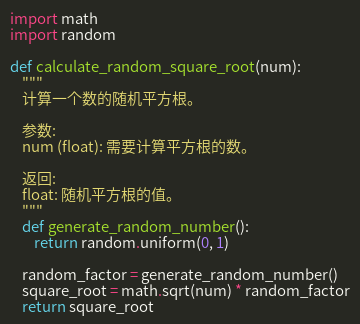 import math
import random
def calculate_random_square_root(num):
"""
计算一个数的随机平方根。
参数:
num (float): 需要计算平方根的数。
返回:
float: 随机平方根的值。
"""
def generate_random_number():
return random.uniform(0, 1)
random_factor = generate_random_number()
square_root = math.sqrt(num) * random_factor
return square_root